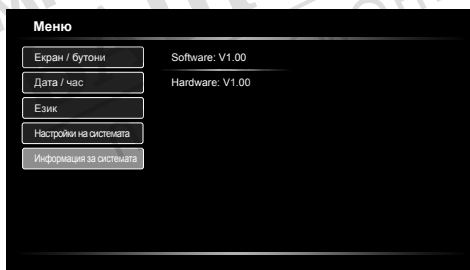 Меню
Екран / бутони
Software: V1.00
Дата / час
Hardware: V1.00
Език
Настройки на системата
Информация за системата